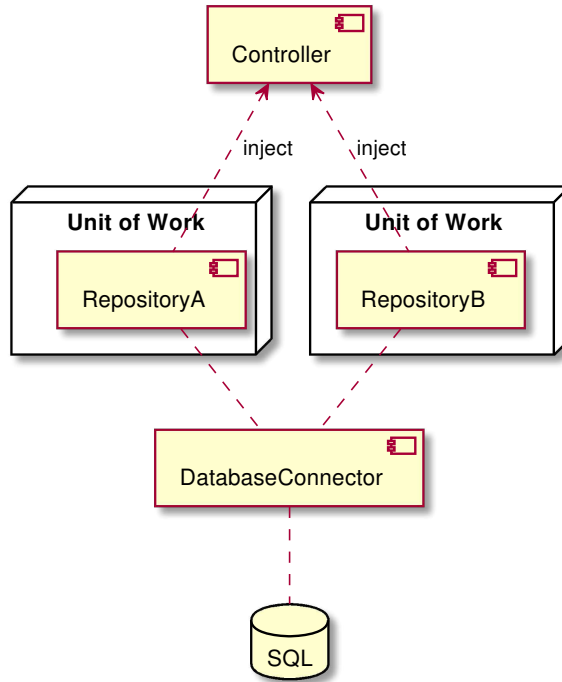 Controller
inject
inject
Unit of Work
Unit of Work
RepositoryA
RepositoryB
DatabaseConnector
SQL